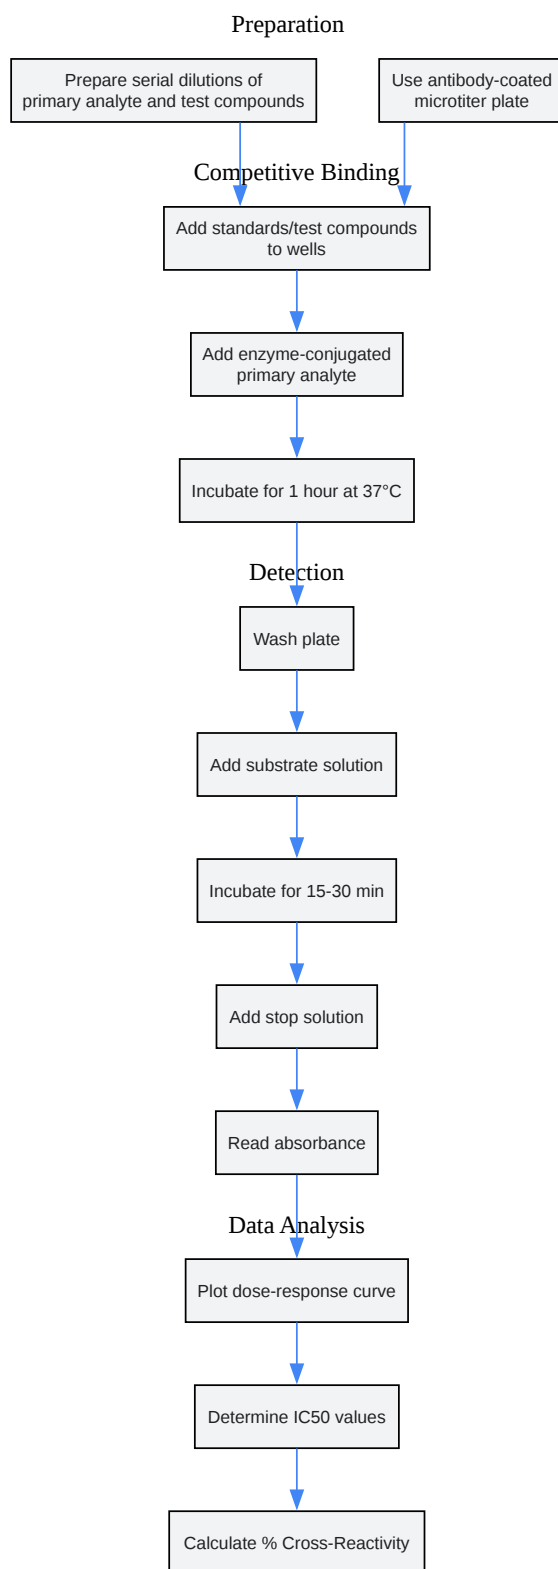 Preparation
Prepare serial dilutions of
primary analyte and test compounds
Use antibody-coated
microtiter plate
Competitive Binding
Add standards/test compounds
to wells
Add enzyme-conjugated
primary analyte
Incubate for 1 hour at 37°C
Detection
Wash plate
Add substrate solution
Incubate for 15-30 min
Add stop solution
Read absorbance
Data Analysis
Plot dose-response curve
Determine IC50 values
Calculate % Cross-Reactivity